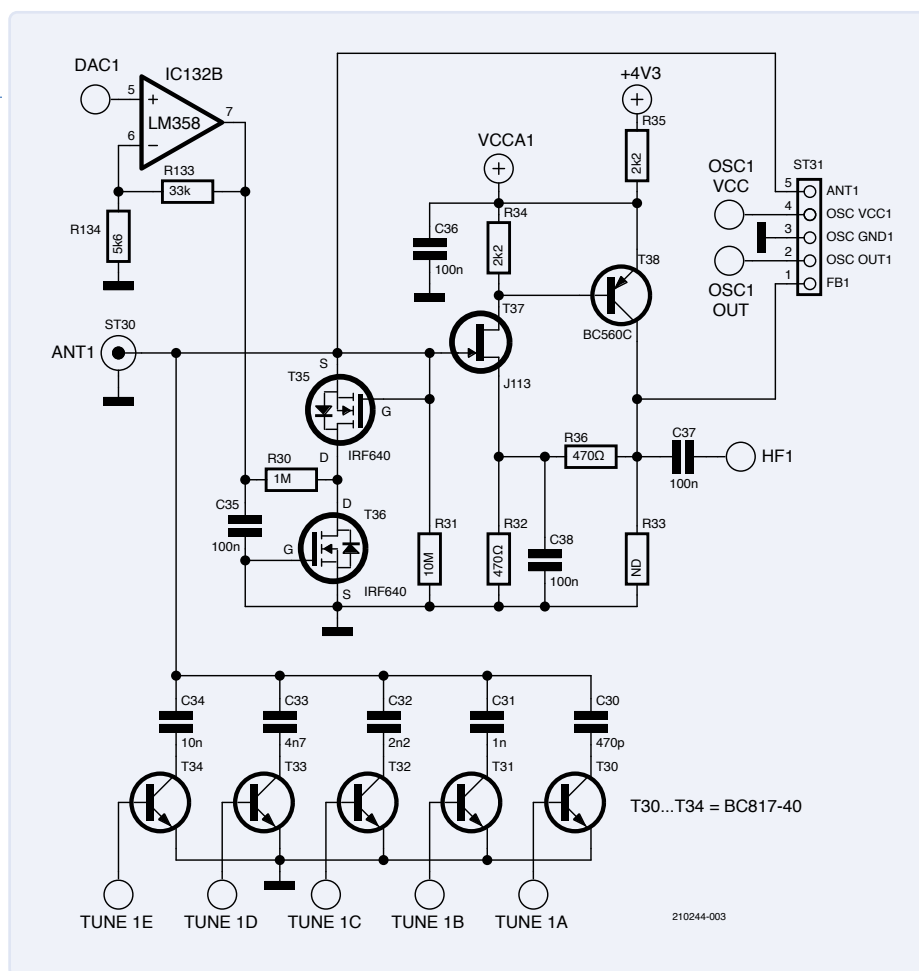 DAC1
IC132B
5
+
LM358
7
6
–
R133
33k
R134
5k6
+4V3
R35
2k2
VCCA1
R34
2k2
C36
100n
OSC1
VCC
OSC1
OUT
ST31
5
ANT1
4
OSC VCC1
3
OSC GND1
2
OSC OUT1
1
FB1
T38
BC560C
T37
J113
ST30
ANT1
S
T35
G
IRF640
D
R30
1M
D
T36
C35
100n
G
IRF640
S
R31
10M
R32
470Ω
R36
470Ω
C38
100n
C37
100n
HF1
R33
ND
C34
10n
T34
C33
4n7
T33
C32
2n2
T32
C31
1n
T31
C30
470p
T30
T30...T34 = BC817-40
TUNE 1E
TUNE 1D
TUNE 1C
TUNE 1B
TUNE 1A
210244-003